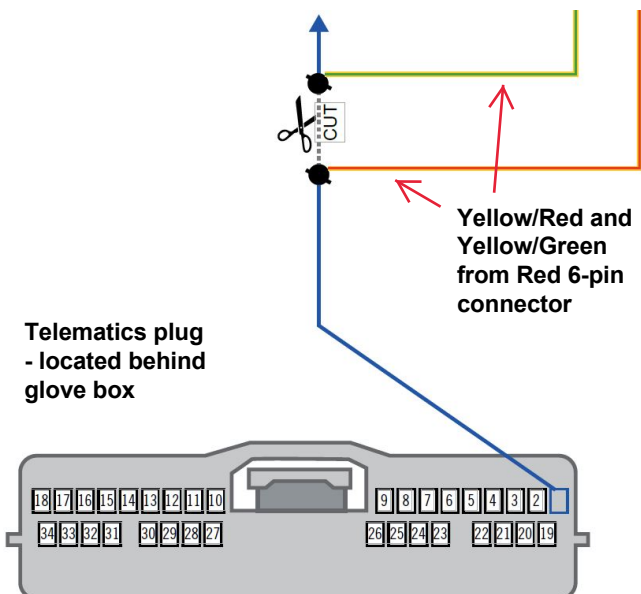 CUT
Yellow/Red and
Yellow/Green
from Red 6-pin
connector
Telematics plug
- located behind
glove box
18 17 16 15 14 13 12 11 10 9 8 7 6 5 4 3 2
34 33 32 31 30 29 28 27 26 25 24 23 22 21 20 19